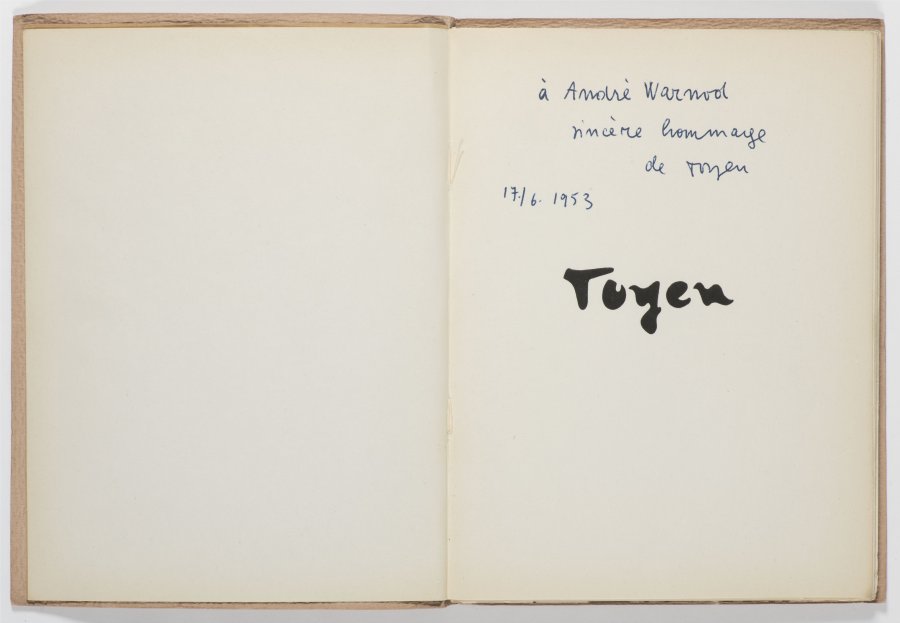 à André Warnod
sincère hommage
de toyen
17./6. 1953
Toyen